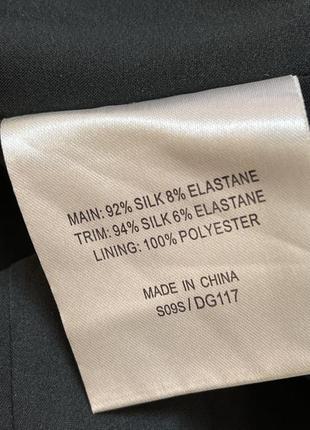 MAIN: 92% SILK 8% ELASTANE
TRIM: 94% SILK 6% ELASTANE
LINING: 100% POLYESTER
MADE IN CHINA
S09S/DG117